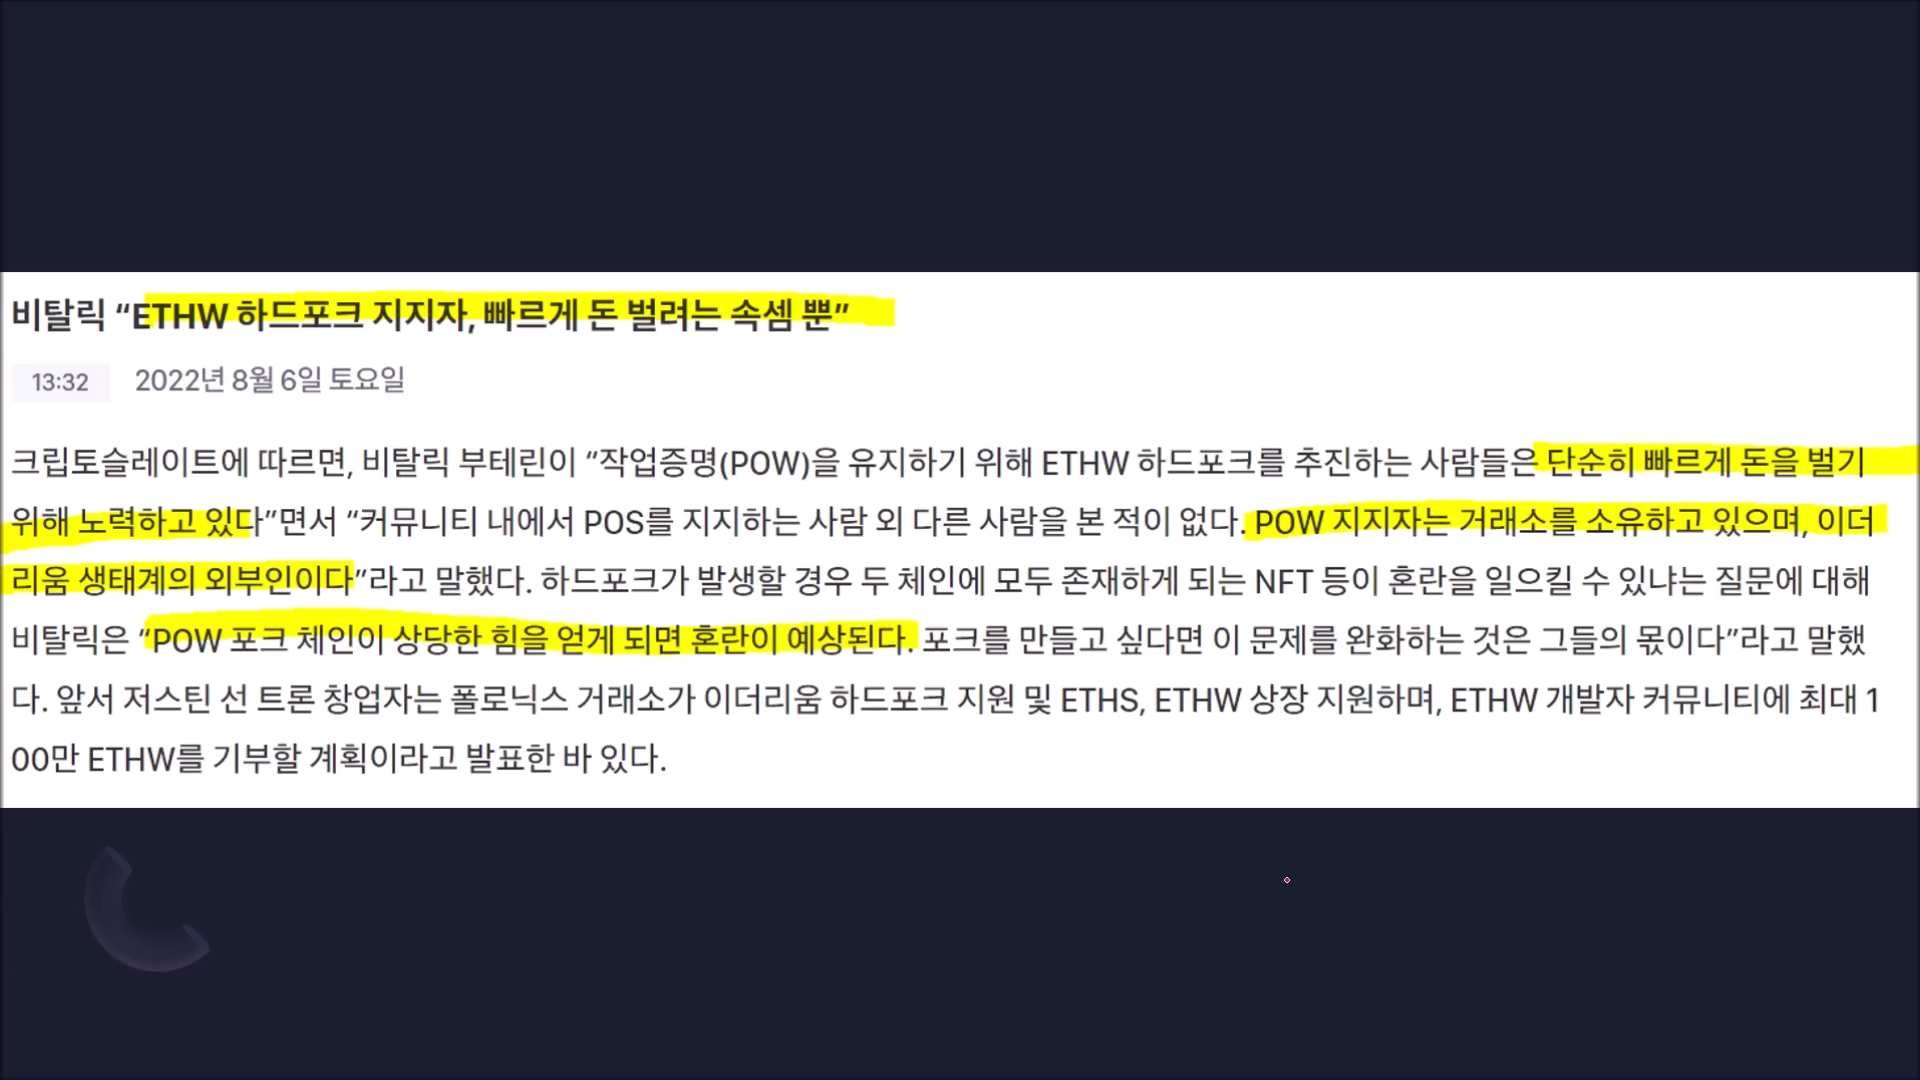 비탈릭 “ETHW 하드포크 지지자, 빠르게 돈 벌려는 속셈 뿐”
13:32 2022년 8월 6일 토요일
크립토슬레이트에 따르면, 비탈릭 부테린이 “작업증명(POW)을 유지하기 위해 ETHW 하드포크를 추진하는 사람들은 단순히 빠르게 돈을 벌기
위해 노력하고 있다”면서 “커뮤니티 내에서 POS를 지지하는 사람 외 다른 사람을 본 적이 없다. POW 지지자는 거래소를 소유하고 있으며, 이더
리움 생태계의 외부인이다”라고 말했다. 하드포크가 발생할 경우 두 체인에 모두 존재하게 되는 NFT 등이 혼란을 일으킬 수 있냐는 질문에 대해
비탈릭은 “POW 포크 체인이 상당한 힘을 얻게 되면 혼란이 예상된다. 포크를 만들고 싶다면 이 문제를 완화하는 것은 그들의 몫이다”라고 말했
다. 앞서 저스틴 선 트론 창업자는 폴로닉스 거래소가 이더리움 하드포크 지원 및 ETHS, ETHW 상장 지원하며, ETHW 개발자 커뮤니티에 최대 1
00만 ETHW를 기부할 계획이라고 발표한 바 있다.